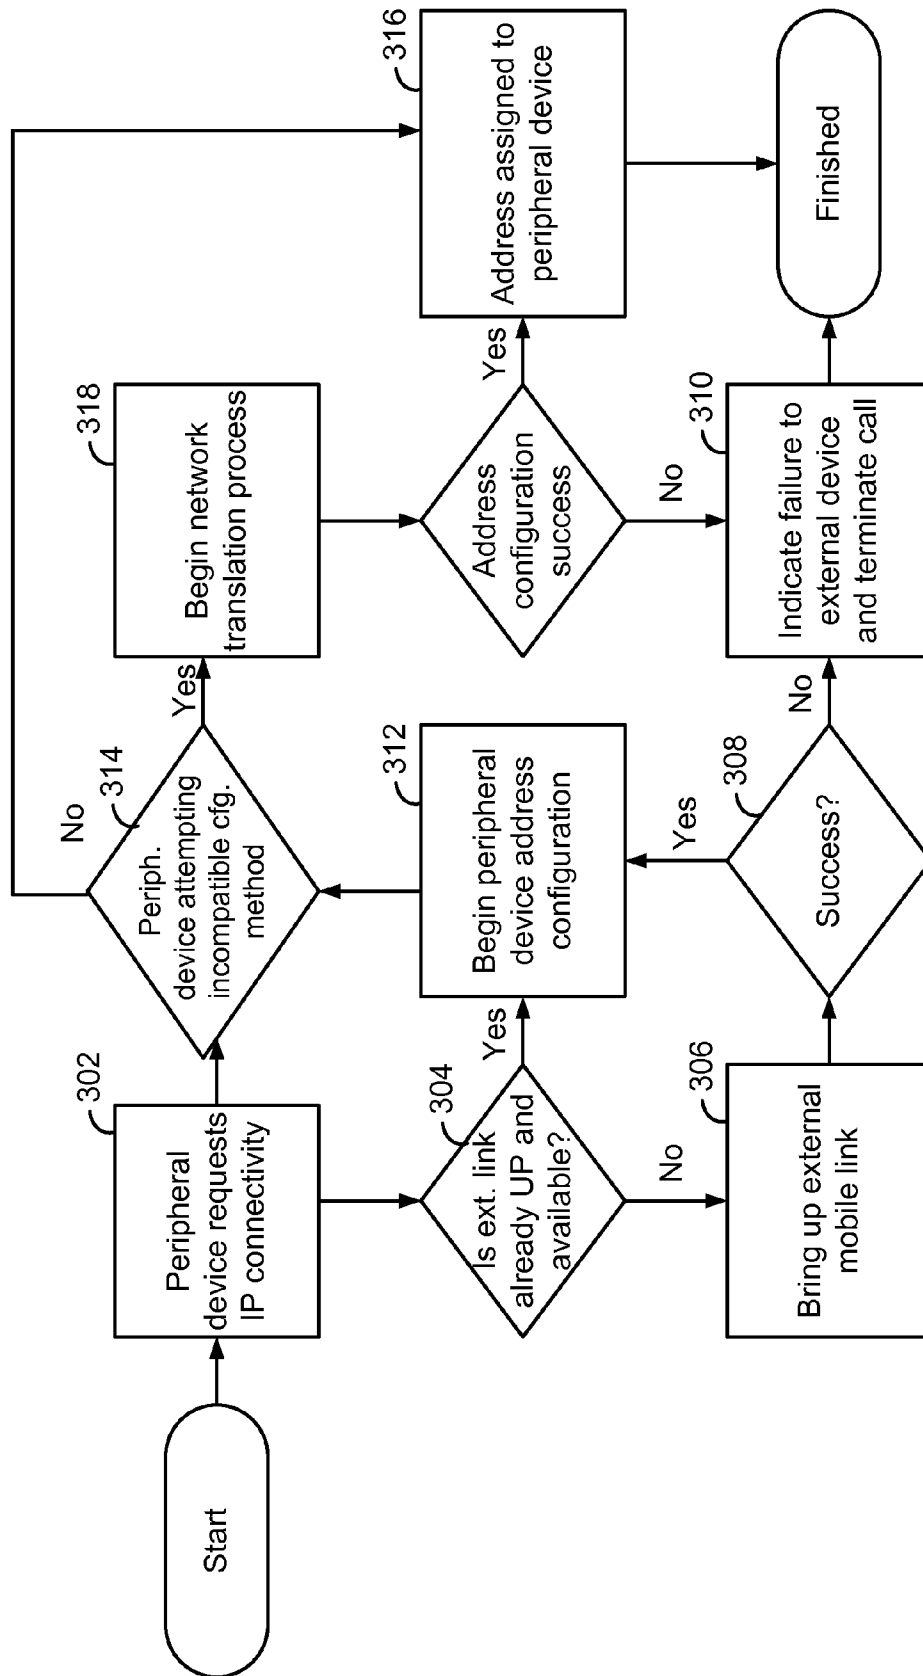 Start
302
Peripheral
device requests
IP connectivity
314
Periph.
device attempting
incompatible cfg.
method
No
Yes
318
Begin network
translation process
304
Is ext. link
already UP and
available?
Yes
No
312
Begin peripheral
device address
configuration
Address
configuration
success
Yes
No
316
Address assigned to
peripheral device
306
Bring up external
mobile link
308
Success?
Yes
No
310
Indicate failure to
external device
and terminate call
Finished